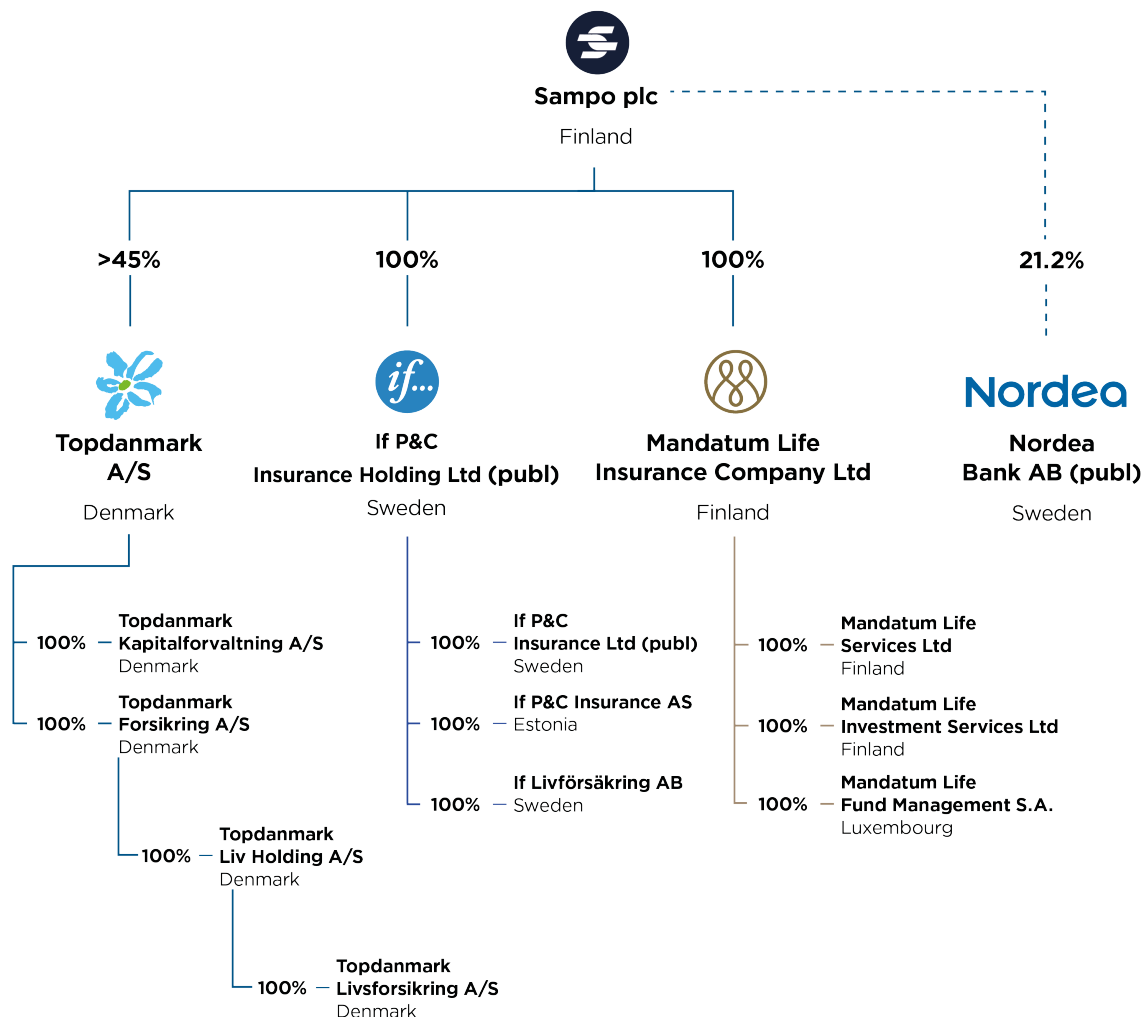 Sampo plc
Finland
>45%
100%
100%
21.2%
if...
Nordea
Topdanmark
A/S
Denmark
If P&C
Insurance Holding Ltd (publ)
Sweden
Mandatum Life
Insurance Company Ltd
Finland
Nordea
Bank AB (publ)
Sweden
100%
Topdanmark
Kapitalforvaltning A/S
Denmark
100%
Topdanmark
Forsikring A/S
Denmark
100%
Topdanmark
Liv Holding A/S
Denmark
100%
Topdanmark
Livsforsikring A/S
Denmark
100%
If P&C
Insurance Ltd (publ)
Sweden
100%
If P&C Insurance AS
Estonia
100%
If Livförsäkring AB
Sweden
100%
Mandatum Life
Services Ltd
Finland
100%
Mandatum Life
Investment Services Ltd
Finland
100%
Mandatum Life
Fund Management S.A.
Luxembourg